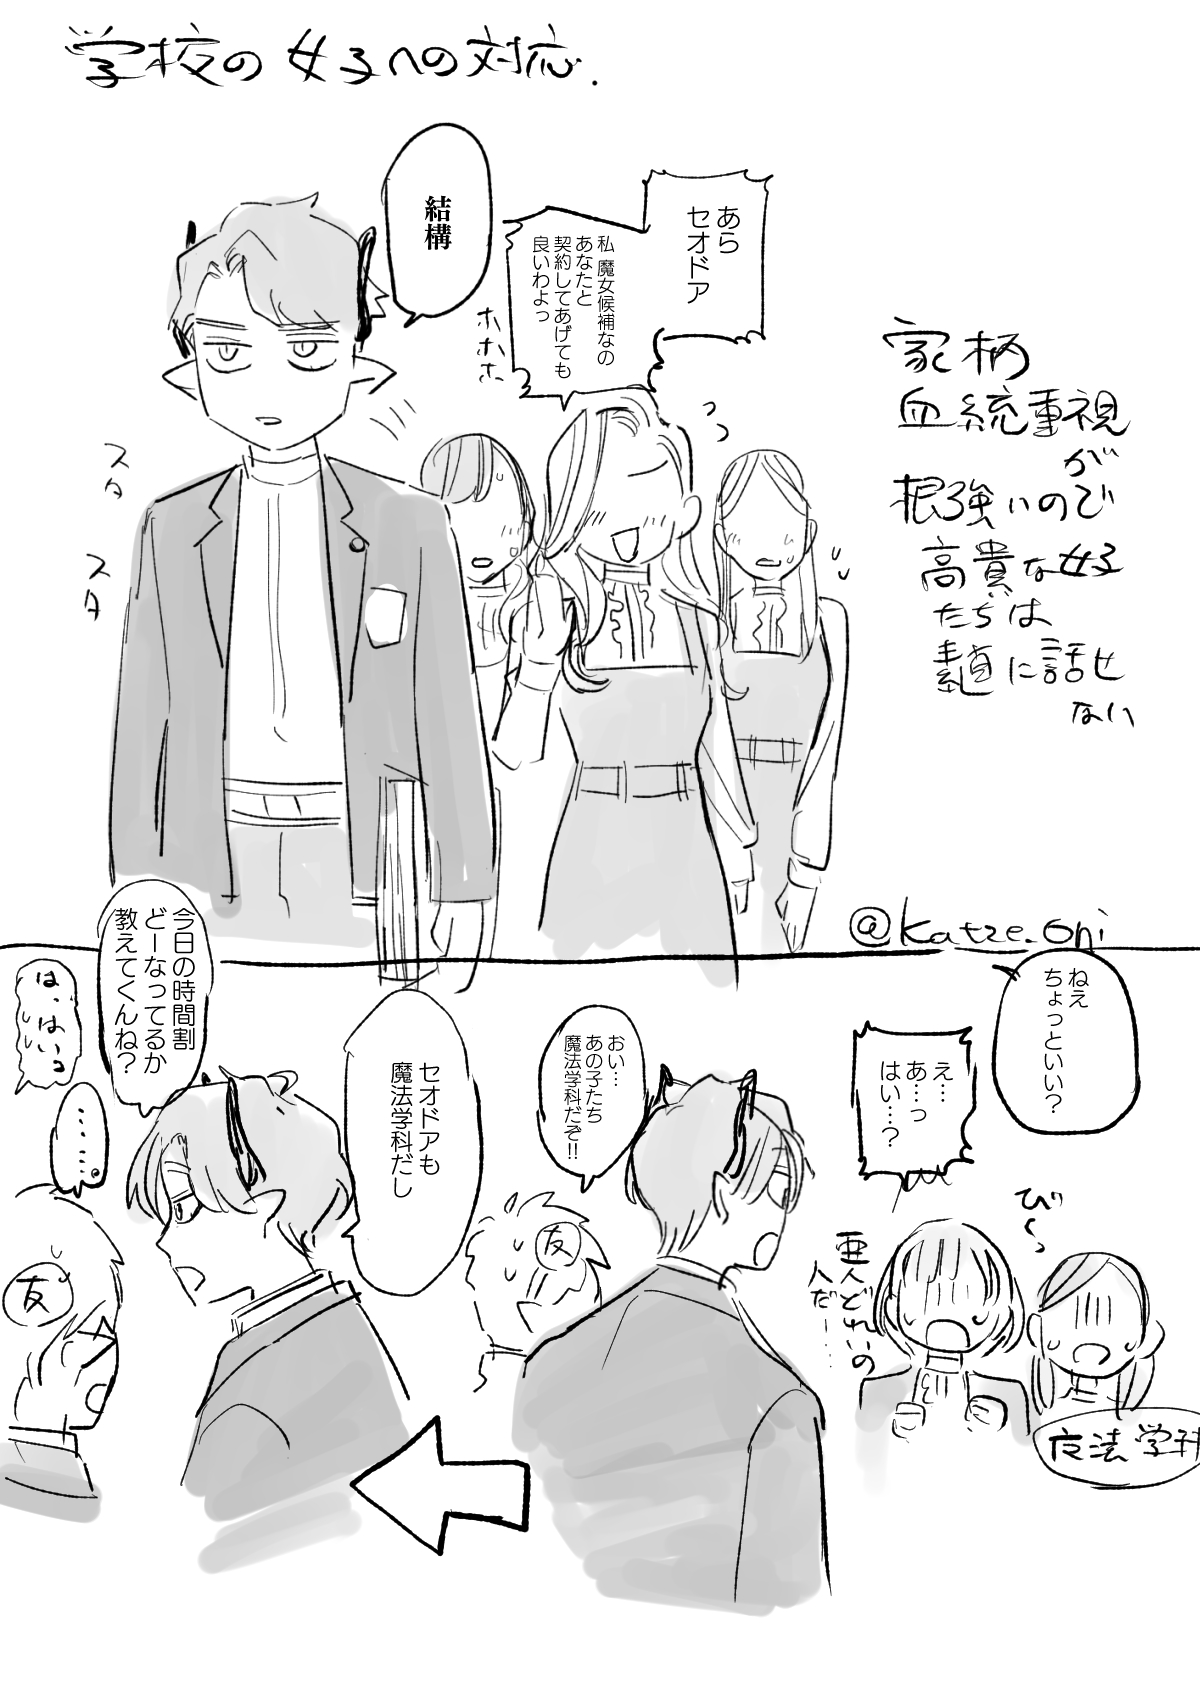 学校の女子への対応.
あら
セオドア
私 魔女候補なの
あなたと
契約してあげても
良いわよっ
ホホホ
結構
スタ
スタ
家柄
血統重視
が
根強いので
高貴な女子
たちは
素直に話せ
ない
@katze_oni
ねえ
ちょっといい?
え…
あ…っ
はい…?
びくっ
亜人どれいの
人だ…
魔法学科
おい…
あの子たち
魔法学科だぞ!!
友
セオドアも
魔法学科だし
今日の時間割
どーなってるか
教えてくんね?
は、はいっ
……。
友